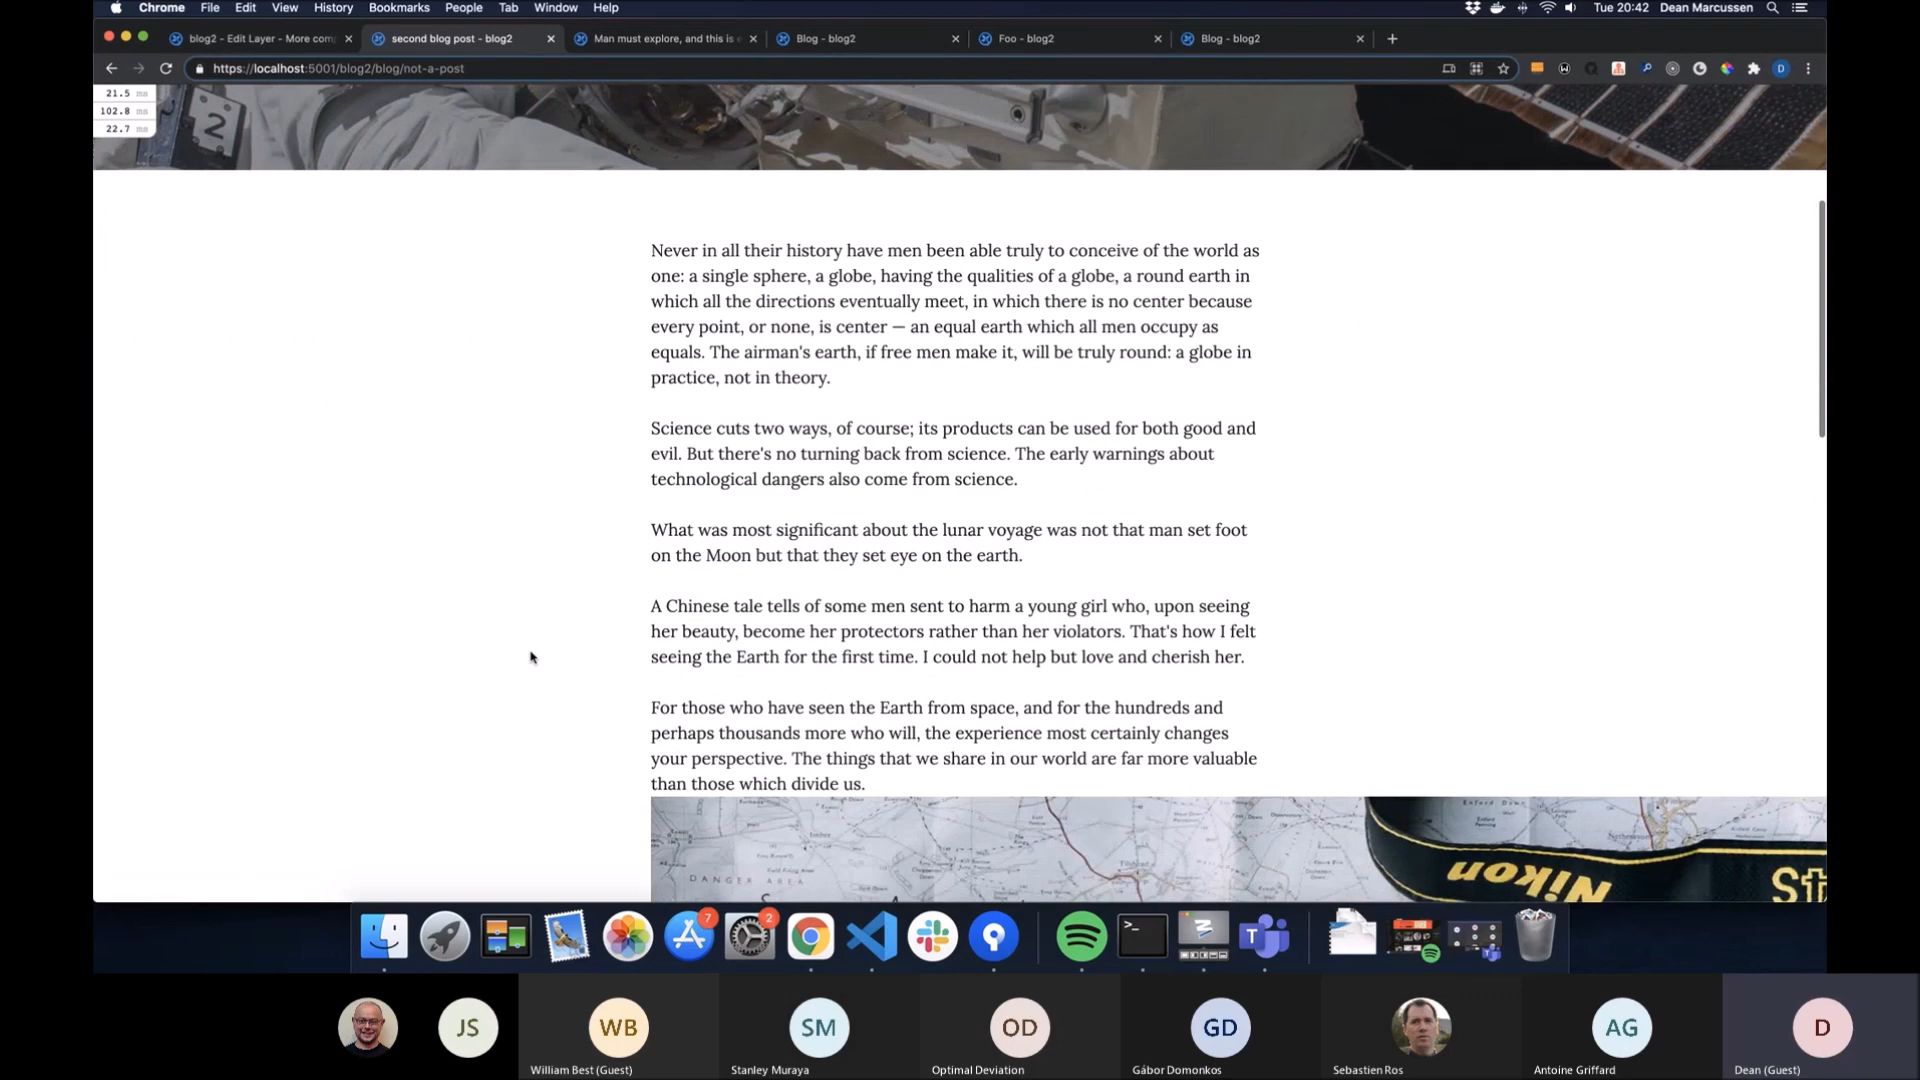 Chrome File Edit View History Bookmarks People Tab Window Help
Tue 20:42 Dean Marcussen
blog2 - Edit Layer - More com
second blog post - blog2
Man must explore, and this is
Blog - blog2
Foo - blog2
Blog - blog2
https://localhost:5001/blog2/blog/not-a-post
D
21.5 ms
102.8 ms
22.7 ms
2
Never in all their history have men been able truly to conceive of the world as
one: a single sphere, a globe, having the qualities of a globe, a round earth in
which all the directions eventually meet, in which there is no center because
every point, or none, is center — an equal earth which all men occupy as
equals. The airman's earth, if free men make it, will be truly round: a globe in
practice, not in theory.
Science cuts two ways, of course; its products can be used for both good and
evil. But there's no turning back from science. The early warnings about
technological dangers also come from science.
What was most significant about the lunar voyage was not that man set foot
on the Moon but that they set eye on the earth.
A Chinese tale tells of some men sent to harm a young girl who, upon seeing
her beauty, become her protectors rather than her violators. That's how I felt
seeing the Earth for the first time. I could not help but love and cherish her.
For those who have seen the Earth from space, and for the hundreds and
perhaps thousands more who will, the experience most certainly changes
your perspective. The things that we share in our world are far more valuable
than those which divide us.
DANGER AREA
Nikon
St
7
2
T
JS
WB
SM
OD
GD
AG
D
William Best (Guest)
Stanley Muraya
Optimal Deviation
Gábor Domonkos
Sebastien Ros
Antoine Griffard
Dean (Guest)